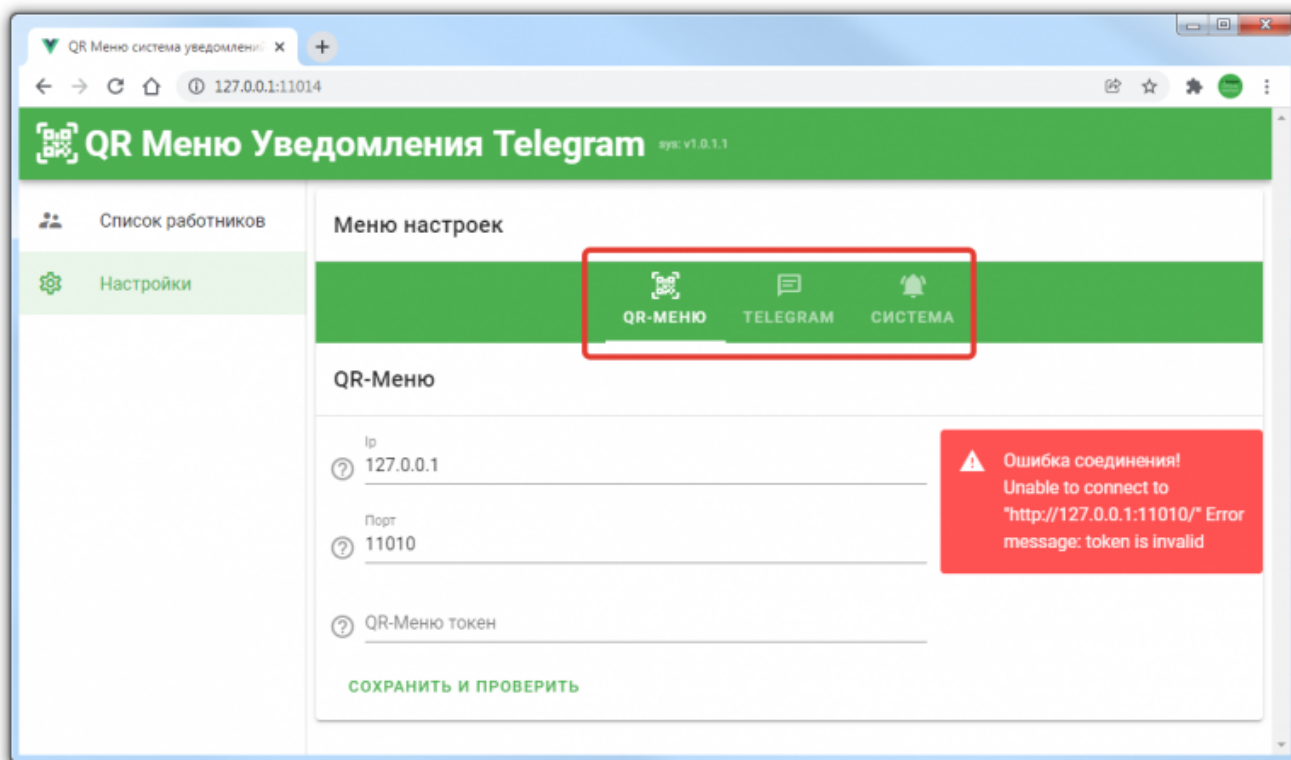 QR Меню система уведомлений
127.0.0.1:11014
QR Меню Уведомления Telegram sys: v1.0.1.1
Список работников
Настройки
Меню настроек
QR-МЕНЮ TELEGRAM СИСТЕМА
QR-Меню
Ip
127.0.0.1
Порт
11010
QR-Меню токен
СОХРАНИТЬ И ПРОВЕРИТЬ
Ошибка соединения!
Unable to connect to
"http://127.0.0.1:11010/" Error
message: token is invalid